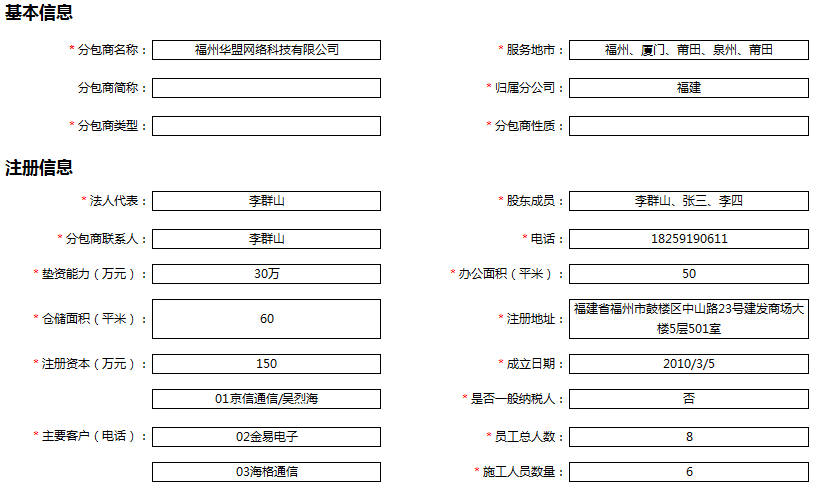 基本信息
* 分包商名称： 福州华盟网络科技有限公司 * 服务地市： 福州、厦门、莆田、泉州、莆田
分包商简称： * 归属分公司： 福建
* 分包商类型： * 分包商性质：
注册信息
* 法人代表： 李群山 * 股东成员： 李群山、张三、李四
* 分包商联系人： 李群山 * 电话： 18259190611
* 垫资能力（万元）： 30万 * 办公面积（平米）： 50
* 仓储面积（平米）： 60 * 注册地址： 福建省福州市鼓楼区中山路23号建发商场大
楼5层501室
* 注册资本（万元）： 150 * 成立日期： 2010/3/5
01京信通信/吴烈海 * 是否一般纳税人： 否
* 主要客户（电话）： 02金易电子 * 员工总人数： 8
03海格通信 * 施工人员数量： 6